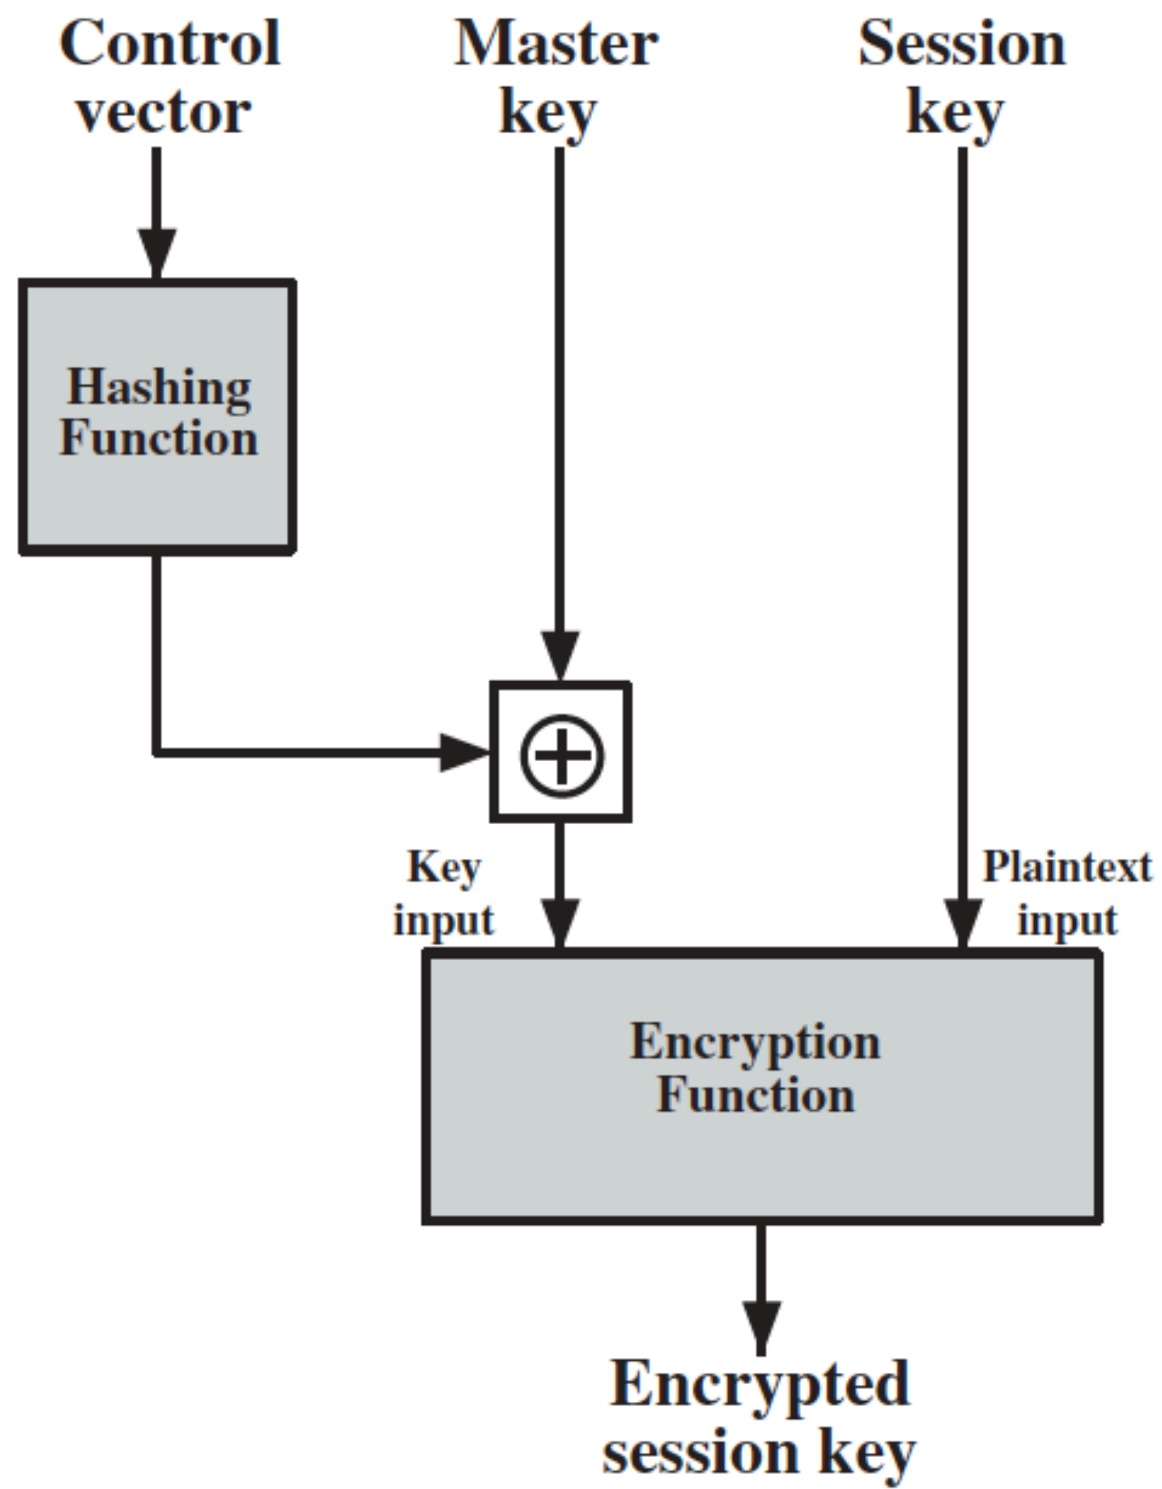 Control
vector
Master
key
Session
key
Hashing
Function
Key
input
Plaintext
input
Encryption
Function
Encrypted
session key